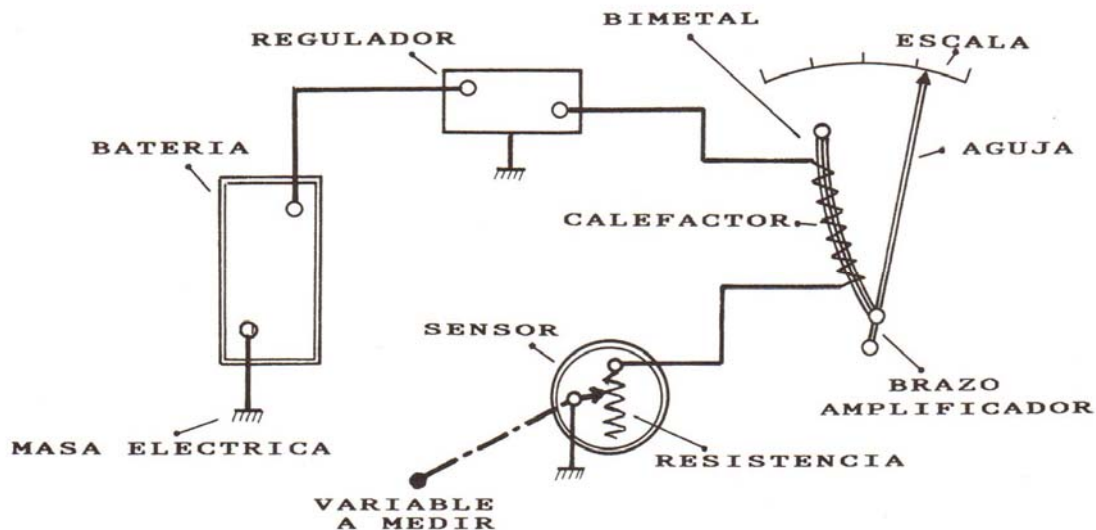 BIMETAL
REGULADOR
ESCALA
BATERIA
AGUJA
CALEFACTOR
SENSOR
BRAZO
AMPLIFICADOR
MASA ELECTRICA
RESISTENCIA
VARIABLE
A MEDIR